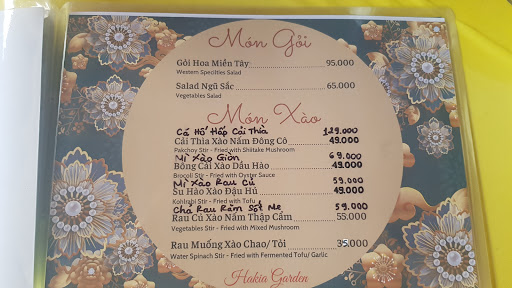 Món Gỏi
Gỏi Hoa Miền Tây 95.000
Western Specities Salad
Salad Ngũ Sắc 65.000
Vegetables Salad
Món Xào
Cá Hố Hấp Cải Thìa 129.000
Cải Thìa Xào Nấm Đông Cô 49.000
Pakchoy Stir - Fried with Shiitake Mushroom
Mì Xào Giòn 69.000
Bông Cải Xào Dầu Hào 49.000
Brocoli Stir - Fried with Oyster Sauce
Mì Xào Rau Củ 59.000
Su Hào Xào Đậu Hủ 49.000
Kohlrabi Stir - Fried with Tofu
Chả Rau Răm Sốt Me 59.000
Rau Củ Xào Nấm Thập Cẩm 55.000
Vegetables Stir - Fried with Mixed Mushroom
Rau Muống Xào Chao/ Tỏi 35.000
Water Spinach Stir - Fried with Fermented Tofu/ Garlic
Hakia Garden